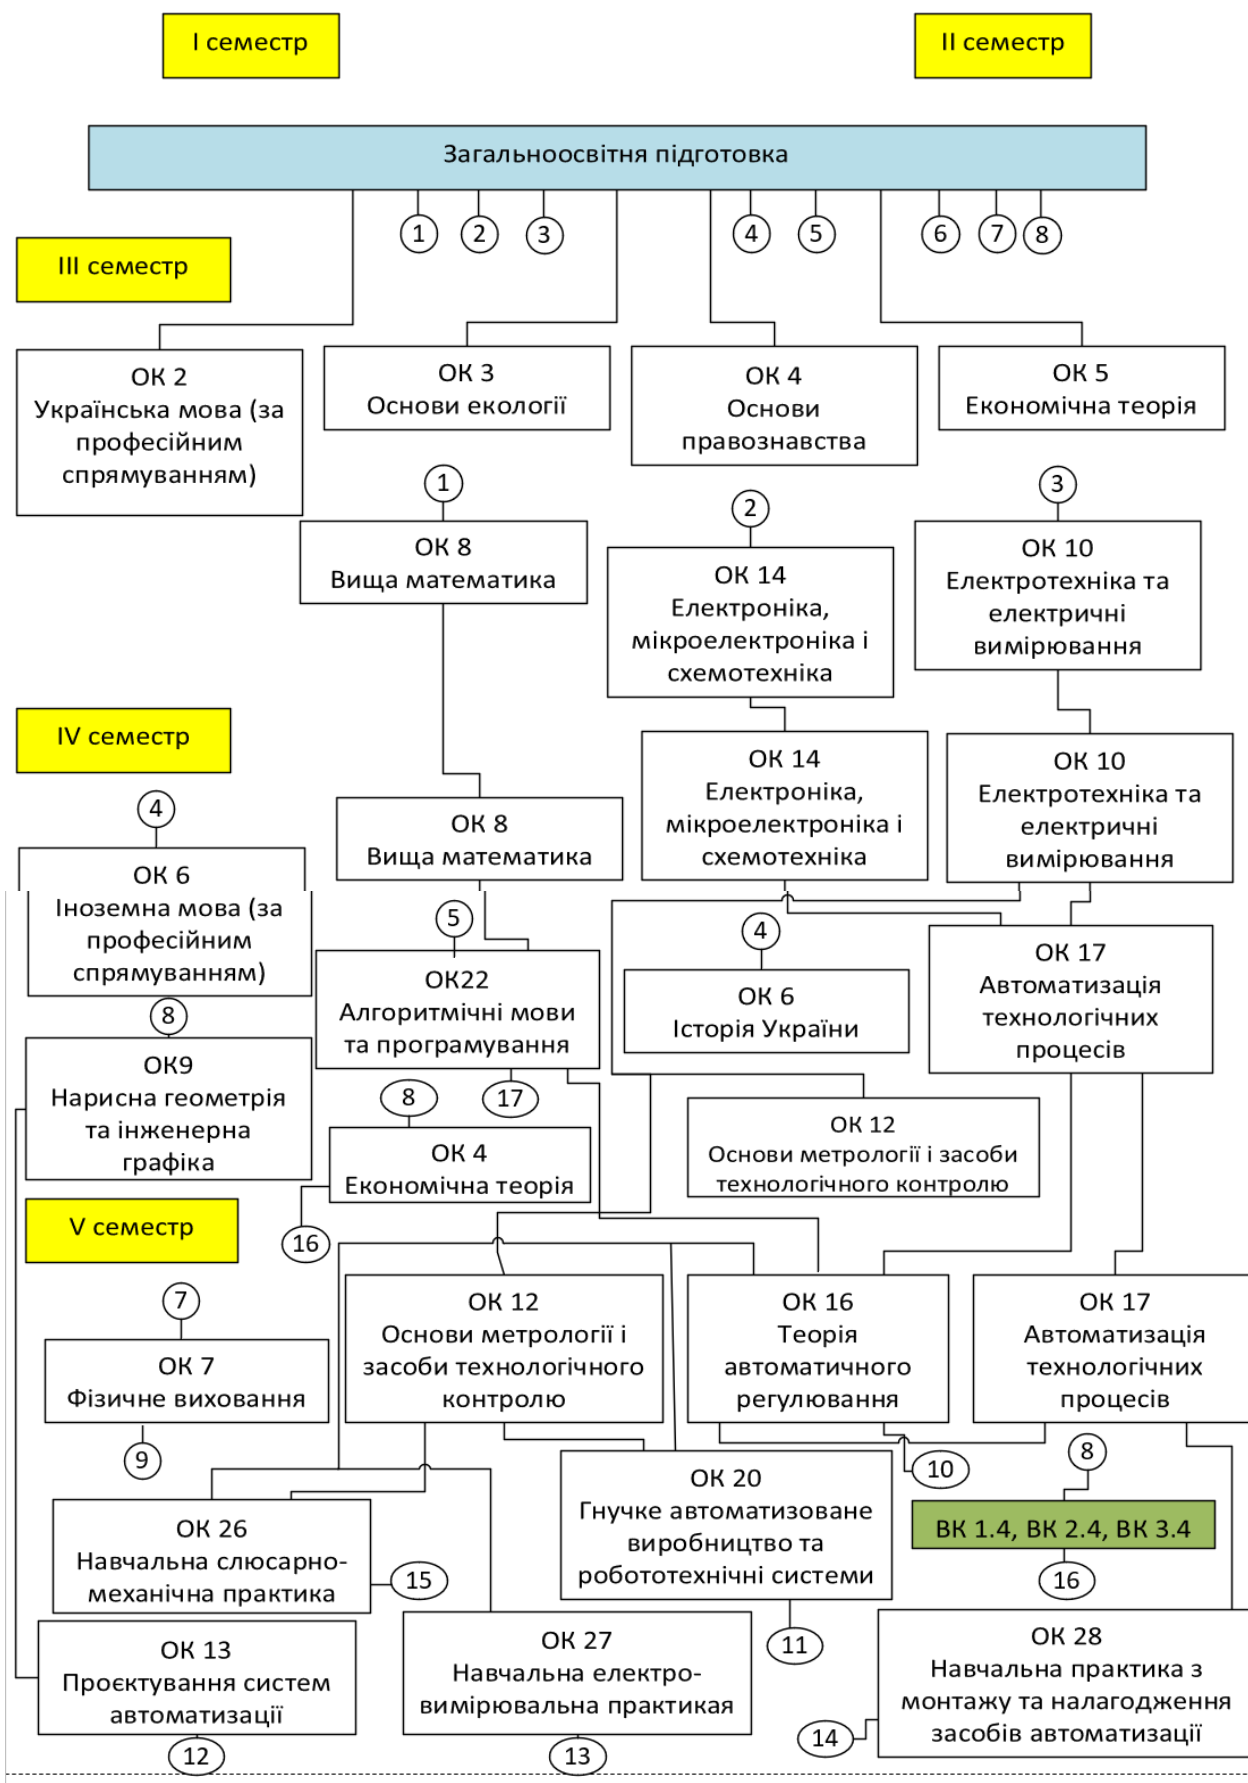 I семестр
II семестр
Загальноосвітня підготовка
1
2
3
4
5
6
7
8
III семестр
ОК 2
Українська мова (за
професійним
спрямуванням)
ОК 3
Основи екології
ОК 4
Основи
правознавства
ОК 5
Економічна теорія
1
ОК 8
Вища математика
2
ОК 14
Електроніка,
мікроелектроніка і
схемотехніка
3
ОК 10
Електротехніка та
електричні
вимірювання
IV семестр
4
ОК 6
Іноземна мова (за
професійним
спрямуванням)
ОК 8
Вища математика
ОК 14
Електроніка,
мікроелектроніка і
схемотехніка
ОК 10
Електротехніка та
електричні
вимірювання
5
ОК22
Алгоритмічні мови
та програмування
17
4
ОК 6
Історія України
ОК 17
Автоматизація
технологічних
процесів
8
ОК9
Нарисна геометрія
та інженерна
графіка
8
ОК 4
Економічна теорія
16
ОК 12
Основи метрології і засоби
технологічного контролю
V семестр
7
ОК 7
Фізичне виховання
9
ОК 12
Основи метрології і
засоби технологічного
контролю
ОК 16
Теорія
автоматичного
регулювання
10
ОК 17
Автоматизація
технологічних
процесів
8
ВК 1.4, ВК 2.4, ВК 3.4
16
ОК 26
Навчальна слюсарно-
механічна практика
15
ОК 20
Гнучке автоматизоване
виробництво та
робототехнічні системи
11
ОК 13
Проєктування систем
автоматизації
12
ОК 27
Навчальна електро-
вимірювальна практикая
13
ОК 28
Навчальна практика з
монтажу та налагодження
засобів автоматизації
14